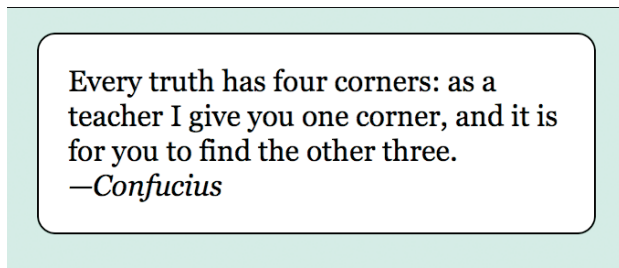 Every truth has four corners: as a
teacher I give you one corner, and it is
for you to find the other three.
—Confucius